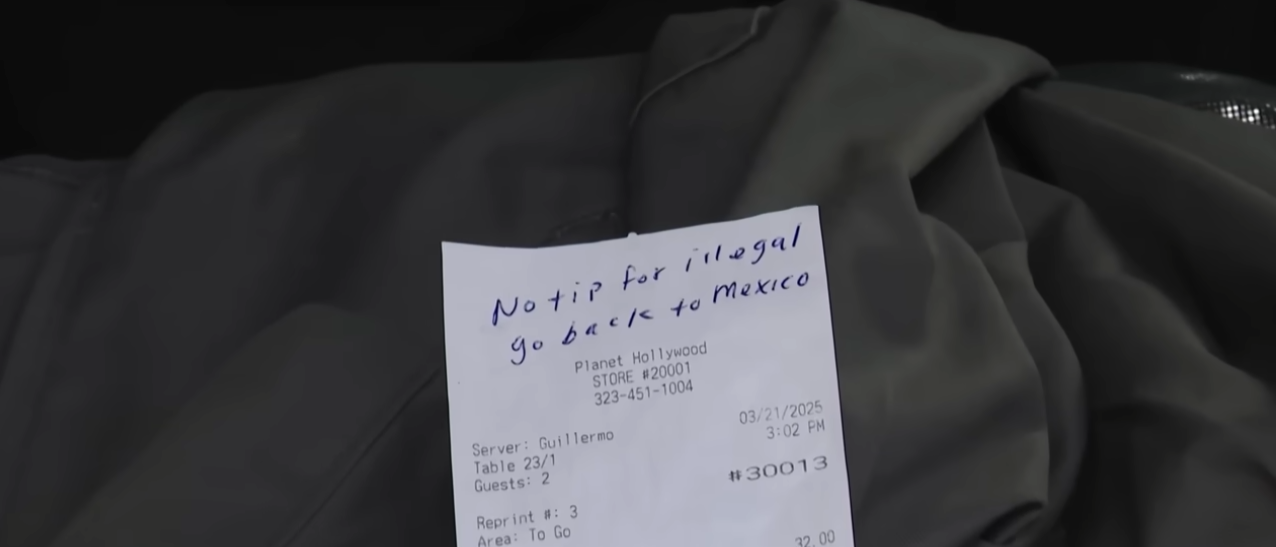 No tip for illegal
go back to Mexico
Planet Hollywood
STORE #20001
323-451-1004
03/21/2025
3:02 PM
Server: Guillermo
Table 23/1
Guests: 2
#30013
Reprint #: 3
Area: To Go
32.00